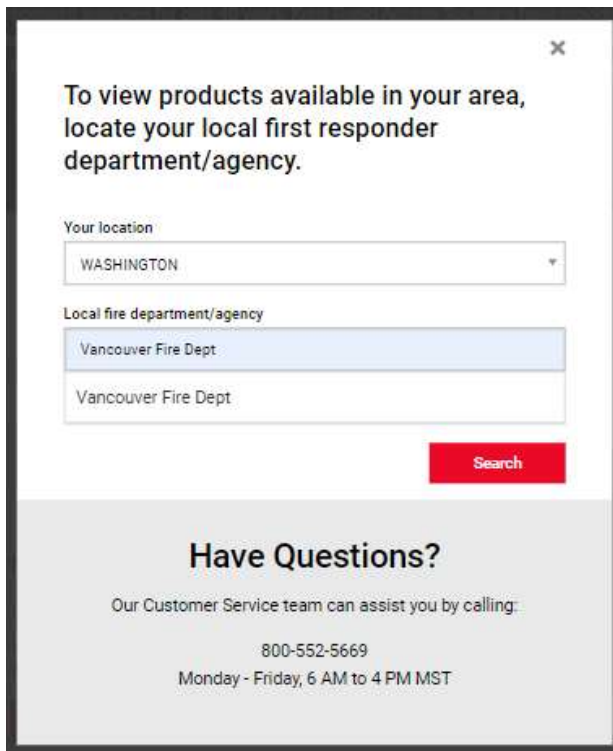 To view products available in your area,
locate your local first responder
department/agency.
Your location
WASHINGTON
Local fire department/agency
Vancouver Fire Dept
Vancouver Fire Dept
Search
Have Questions?
Our Customer Service team can assist you by calling:
800-552-5669
Monday - Friday, 6 AM to 4 PM MST